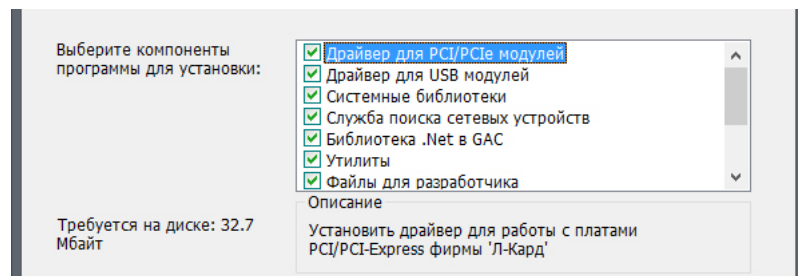 Выберите компоненты
программы для установки:
Драйвер для PCI/PCIe модулей
Драйвер для USB модулей
Системные библиотеки
Служба поиска сетевых устройств
Библиотека .Net в GAC
Утилиты
Файлы для разработчика
Требуется на диске: 32.7
Мбайт
Описание
Установить драйвер для работы с платами
PCI/PCI-Express фирмы 'Л-Кард'